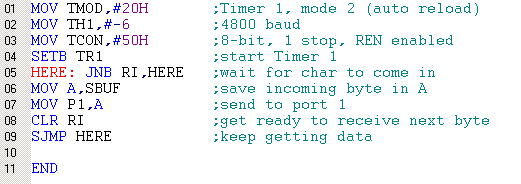 01 MOV TMOD,#20H ;Timer 1, mode 2 (auto reload)
02 MOV TH1,#-6 ;4800 baud
03 MOV TCON,#50H ;8-bit, 1 stop, REN enabled
04 SETB TR1 ;start Timer 1
05 HERE: JNB RI,HERE ;wait for char to come in
06 MOV A,SBUF ;save incoming byte in A
07 MOV P1,A ;send to port 1
08 CLR RI ;get ready to receive next byte
09 SJMP HERE ;keep getting data
10
11 END